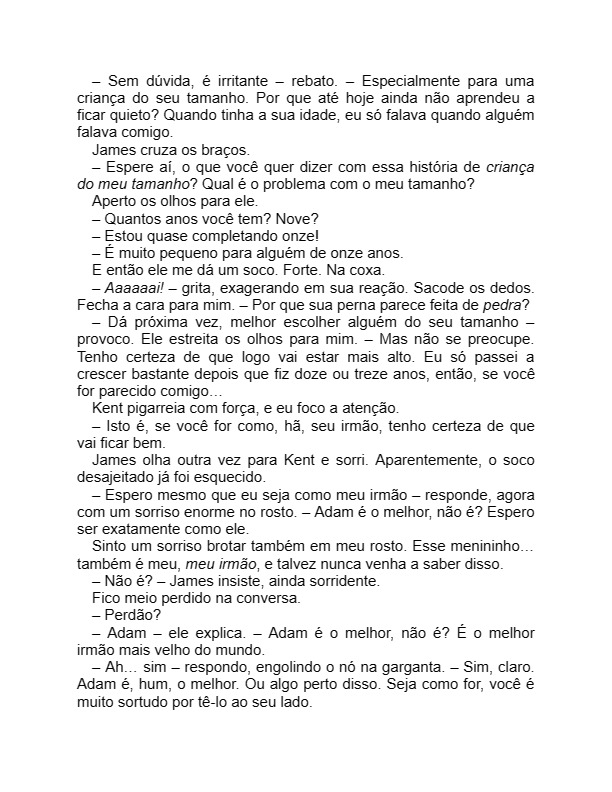 – Sem dúvida, é irritante – rebato. – Especialmente para uma
criança do seu tamanho. Por que até hoje ainda não aprendeu a
ficar quieto? Quando tinha a sua idade, eu só falava quando alguém
falava comigo.
James cruza os braços.
– Espere aí, o que você quer dizer com essa história de criança
do meu tamanho? Qual é o problema com o meu tamanho?
Aperto os olhos para ele.
– Quantos anos você tem? Nove?
– Estou quase completando onze!
– É muito pequeno para alguém de onze anos.
E então ele me dá um soco. Forte. Na coxa.
– Aaaaaai! – grita, exagerando em sua reação. Sacode os dedos.
Fecha a cara para mim. – Por que sua perna parece feita de pedra?
– Dá próxima vez, melhor escolher alguém do seu tamanho –
provoco. Ele estreita os olhos para mim. – Mas não se preocupe.
Tenho certeza de que logo vai estar mais alto. Eu só passei a
crescer bastante depois que fiz doze ou treze anos, então, se você
for parecido comigo…
Kent pigarreia com força, e eu foco a atenção.
– Isto é, se você for como, hã, seu irmão, tenho certeza de que
vai ficar bem.
James olha outra vez para Kent e sorri. Aparentemente, o soco
desajeitado já foi esquecido.
– Espero mesmo que eu seja como meu irmão – responde, agora
com um sorriso enorme no rosto. – Adam é o melhor, não é? Espero
ser exatamente como ele.
Sinto um sorriso brotar também em meu rosto. Esse menininho…
também é meu, meu irmão, e talvez nunca venha a saber disso.
– Não é? – James insiste, ainda sorridente.
Fico meio perdido na conversa.
– Perdão?
– Adam – ele explica. – Adam é o melhor, não é? É o melhor
irmão mais velho do mundo.
– Ah… sim – respondo, engolindo o nó na garganta. – Sim, claro.
Adam é, hum, o melhor. Ou algo perto disso. Seja como for, você é
muito sortudo por tê-lo ao seu lado.